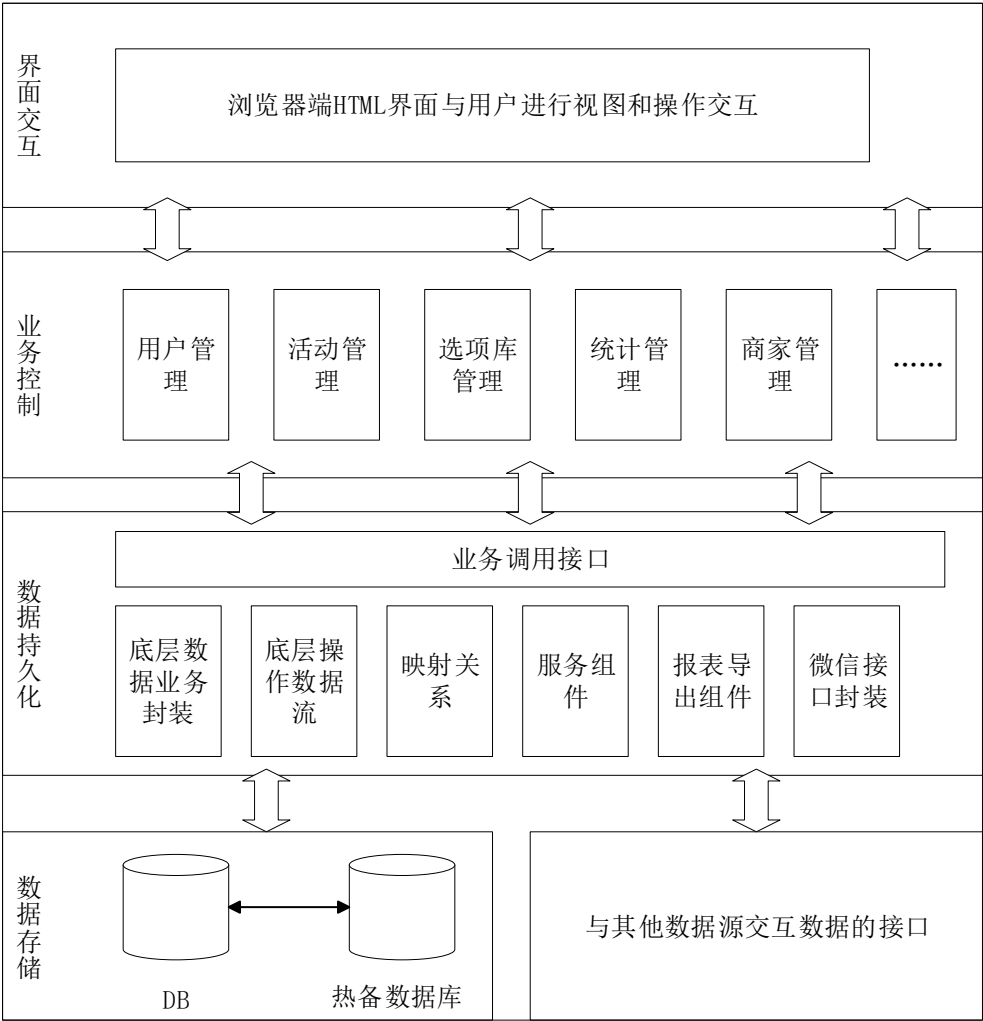 界面交互
浏览器端HTML界面与用户进行视图和操作交互
业务控制
用户管
理
活动管
理
选项库
管理
统计管
理
商家管
理
……
数据持久化
业务调用接口
底层数
据业务
封装
底层操
作数据
流
映射关
系
服务组
件
报表导
出组件
微信接
口封装
数据存储
DB
热备数据库
与其他数据源交互数据的接口